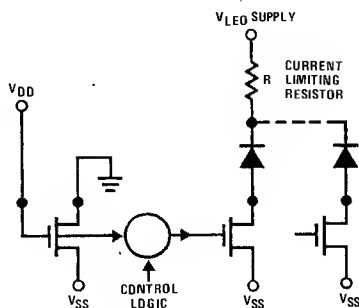 VLED SUPPLY
VDD
R
CURRENT
LIMITING
RESISTOR
VSS
CONTROL
LOGIC
VSS
VSS